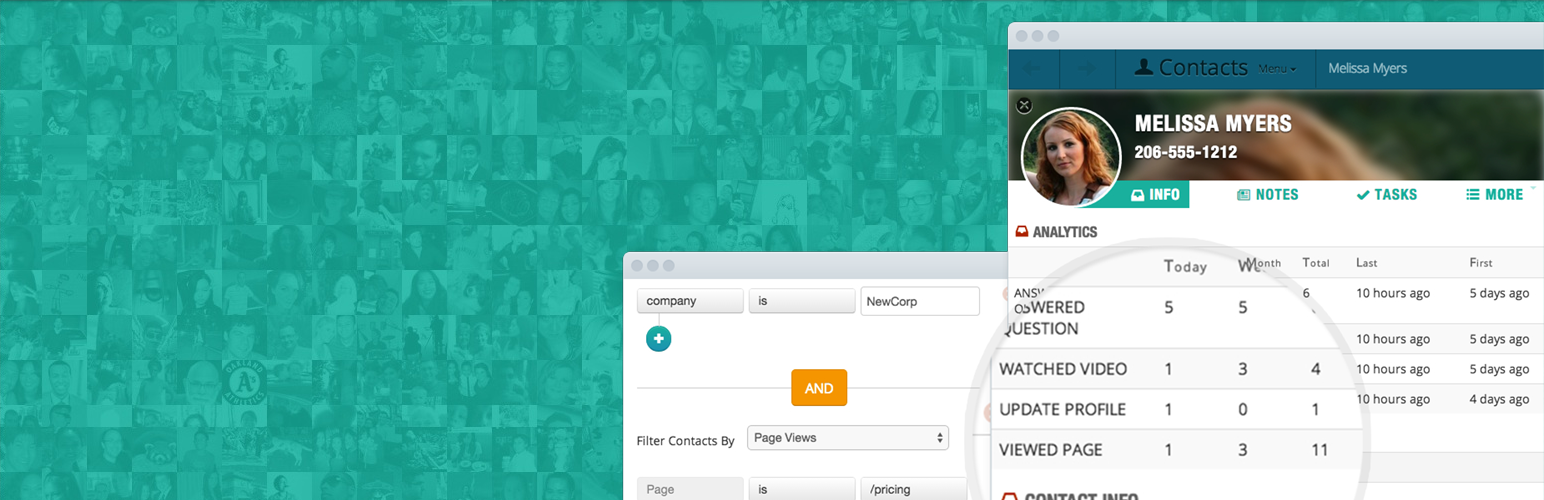 Contacts Menu Melissa Myers
MELISSA MYERS
206-555-1212
INFO NOTES TASKS MORE
ANALYTICS
Today Month Total Last First
ANSWERED QUESTION 5 5 6 10 hours ago 5 days ago
10 hours ago 5 days ago
WATCHED VIDEO 1 3 4 10 hours ago 5 days ago
UPDATE PROFILE 1 0 1 10 hours ago 4 days ago
VIEWED PAGE 1 3 11
CONTACT INFO
company is NewCorp
AND
Filter Contacts By Page Views
Page is /pricing
OAKLAND
A's
ATHLETICS